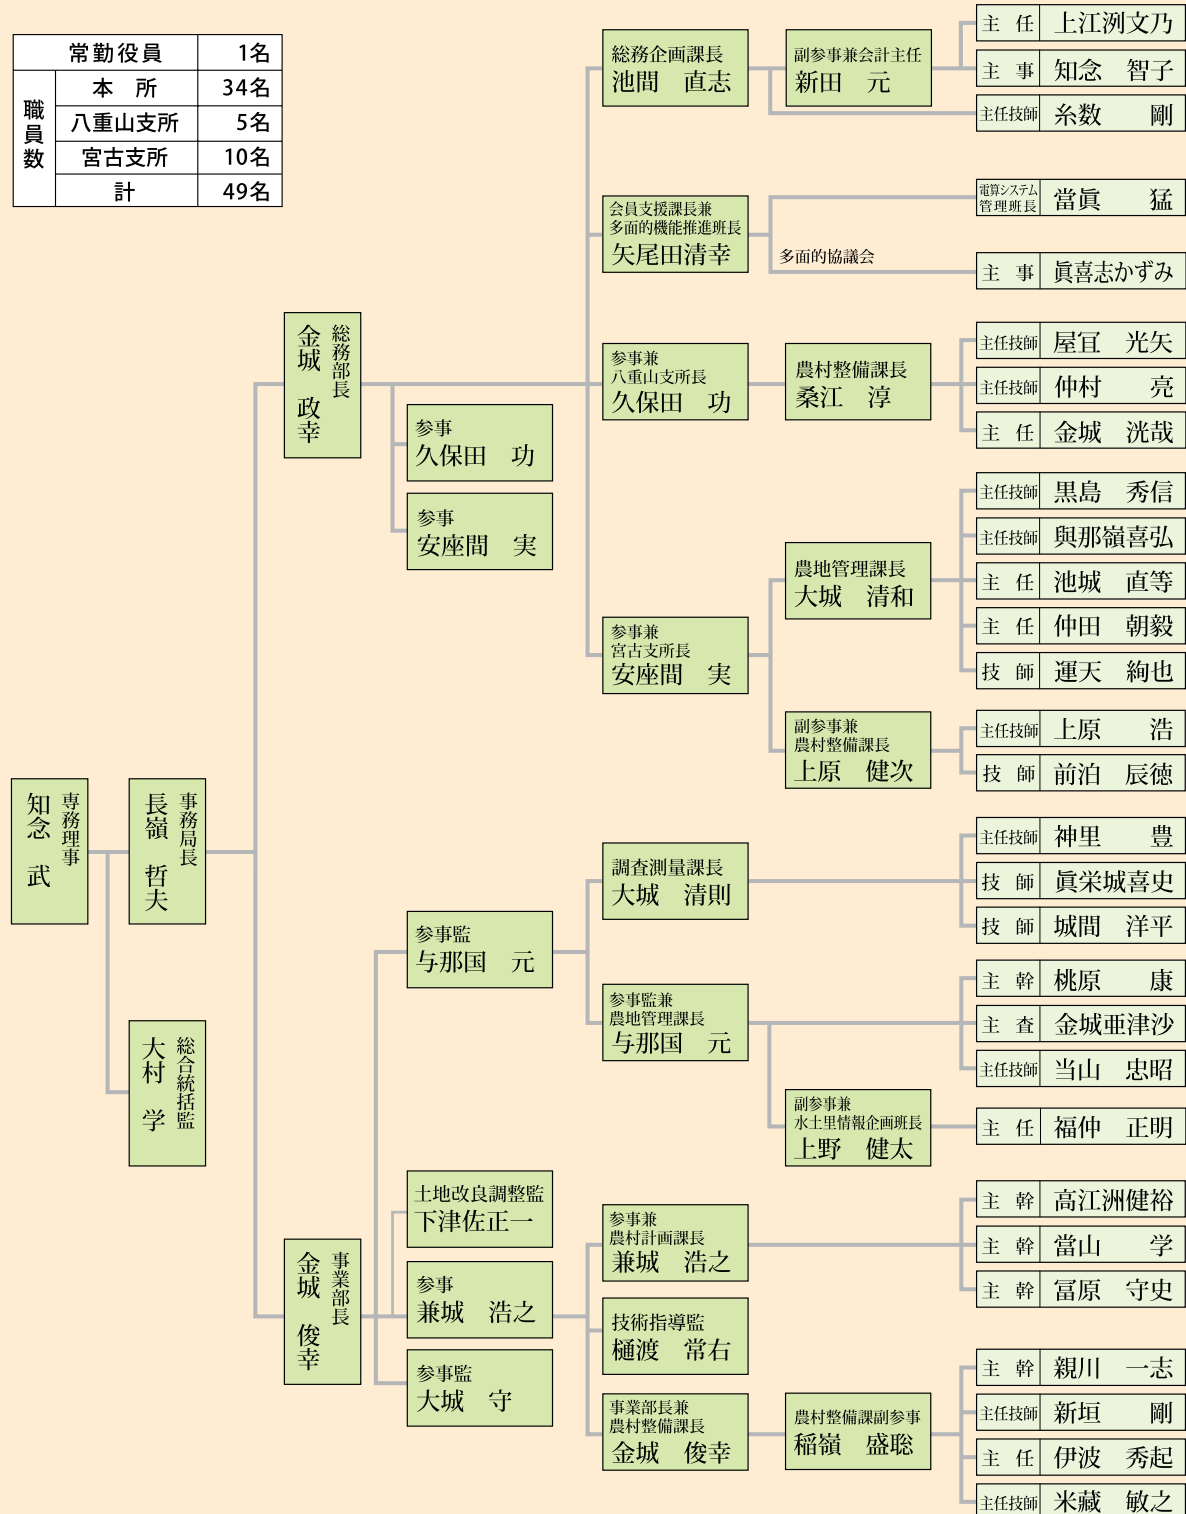 常勤役員 1名
職員数
本 所 34名
八重山支所 5名
宮古支所 10名
計 49名
専務理事
知念 武
事務局長
長嶺 哲夫
総合統括監
大村 学
総務部長
金城 政幸
参事
久保田 功
参事
安座間 実
総務企画課長
池間 直志
副参事兼会計主任
新田 元
主 任 上江洌文乃
主 事 知念 智子
主任技師 糸数 剛
会員支援課長兼
多面的機能推進班長
矢尾田清幸
電算システム
管理班長
當眞 猛
多面的協議会
主 事 眞喜志かずみ
参事兼
八重山支所長
久保田 功
農村整備課長
桑江 淳
主任技師 屋冝 光矢
主任技師 仲村 亮
主 任 金城 洸哉
参事兼
宮古支所長
安座間 実
農地管理課長
大城 清和
主任技師 黒島 秀信
主任技師 與那嶺喜弘
主 任 池城 直等
主 任 仲田 朝毅
技 師 運天 絢也
副参事兼
農村整備課長
上原 健次
主任技師 上原 浩
技 師 前泊 辰徳
事業部長
金城 俊幸
参事監
与那国 元
調査測量課長
大城 清則
主任技師 神里 豊
技 師 眞栄城喜史
技 師 城間 洋平
参事監兼
農地管理課長
与那国 元
主 幹 桃原 康
主 査 金城亜津沙
主任技師 当山 忠昭
副参事兼
水土里情報企画班長
上野 健太
主 任 福仲 正明
土地改良調整監
下津佐正一
参事
兼城 浩之
参事監
大城 守
参事兼
農村計画課長
兼城 浩之
主 幹 高江洲健裕
主 幹 當山 学
主 幹 冨原 守史
技術指導監
樋渡 常右
事業部長兼
農村整備課長
金城 俊幸
農村整備課副参事
稲嶺 盛聡
主 幹 親川 一志
主任技師 新垣 剛
主 任 伊波 秀起
主任技師 米藏 敏之